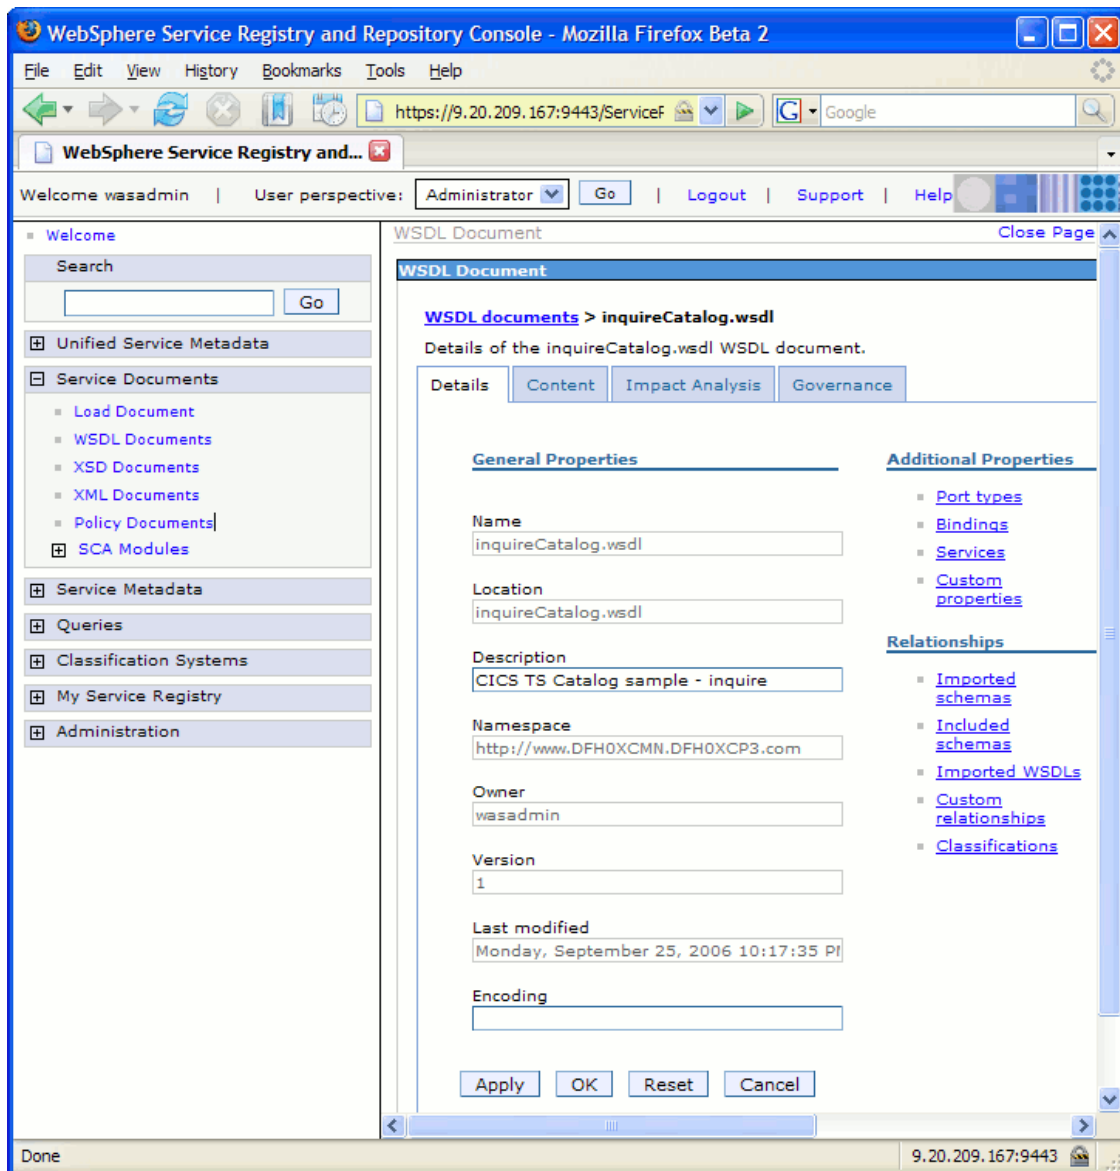 WebSphere Service Registry and Repository Console - Mozilla Firefox Beta 2
File Edit View History Bookmarks Tools Help
https://9.20.209.167:9443/ServiceF
G Google
WebSphere Service Registry and...
Welcome wasadmin | User perspective: Administrator Go | Logout | Support | Help
Welcome
Search
Go
Unified Service Metadata
Service Documents
Load Document
WSDL Documents
XSD Documents
XML Documents
Policy Documents
SCA Modules
Service Metadata
Queries
Classification Systems
My Service Registry
Administration
WSDL Document
Close Page
WSDL Document
WSDL documents > inquireCatalog.wsdl
Details of the inquireCatalog.wsdl WSDL document.
Details Content Impact Analysis Governance
General Properties
Name
inquireCatalog.wsdl
Location
inquireCatalog.wsdl
Description
CICS TS Catalog sample - inquire
Namespace
http://www.DFH0XCMN.DFH0XCP3.com
Owner
wasadmin
Version
1
Last modified
Monday, September 25, 2006 10:17:35 PM
Encoding
Apply OK Reset Cancel
Additional Properties
Port types
Bindings
Services
Custom
properties
Relationships
Imported
schemas
Included
schemas
Imported WSDLs
Custom
relationships
Classifications
Done
9.20.209.167:9443